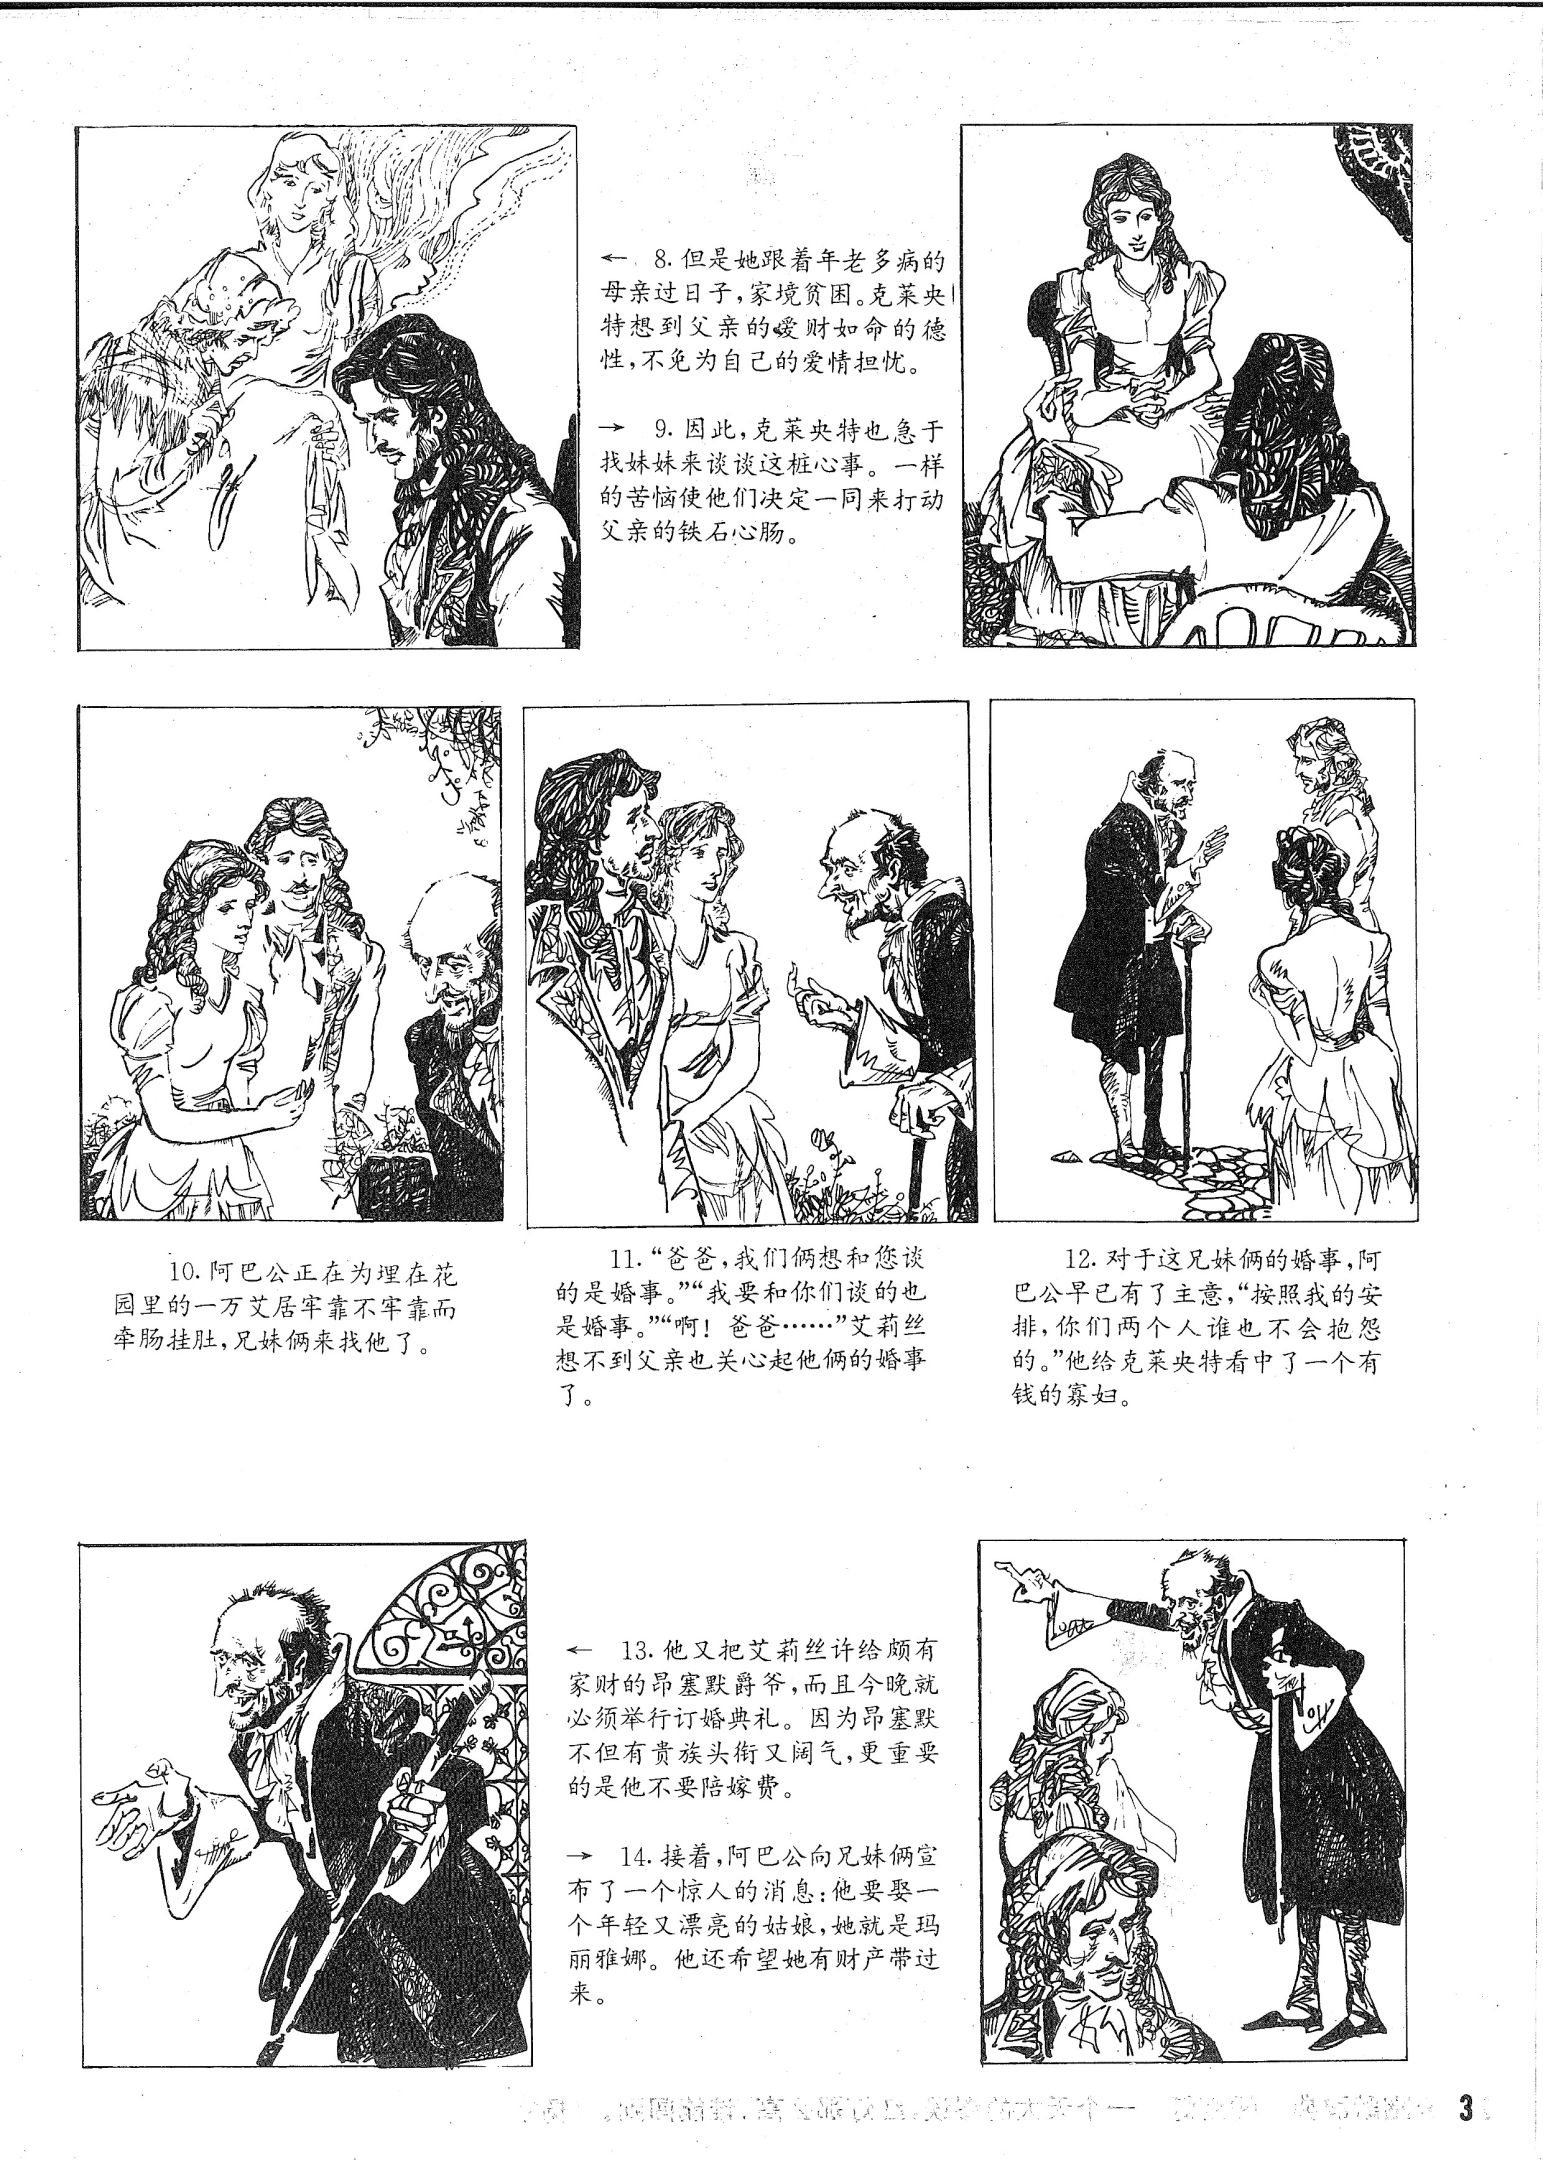 ← 8.但是她跟着年老多病的
母亲过日子，家境贫困。克莱央
特想到父亲的爱财如命的德
性，不免为自己的爱情担忧。
→ 9.因此，克莱央特也急于
找妹妹来谈谈这桩心事。一样
的苦恼使他们决定一同来打动
父亲的铁石心肠。
10.阿巴公正在为埋在花
园里的一万艾居牢靠不牢靠而
牵肠挂肚，兄妹俩来找他了。
11.“爸爸，我们俩想和您谈
的是婚事。”“我要和你们谈的也
是婚事。”“啊！爸爸……”艾莉丝
想不到父亲也关心起他俩的婚事
了。
12.对于这兄妹俩的婚事，阿
巴公早已有了主意，“按照我的安
排，你们两个人谁也不会抱怨
的。”他给克莱央特看中了一个有
钱的寡妇。
← 13.他又把艾莉丝许给颇有
家财的昂塞默爵爷，而且今晚就
必须举行订婚典礼。因为昂塞默
不但有贵族头衔又阔气，更重要
的是他不要陪嫁费。
→ 14.接着，阿巴公向兄妹俩宣
布了一个惊人的消息：他要娶一
个年轻又漂亮的姑娘，她就是玛
丽雅娜。他还希望她有财产带过
来。
3